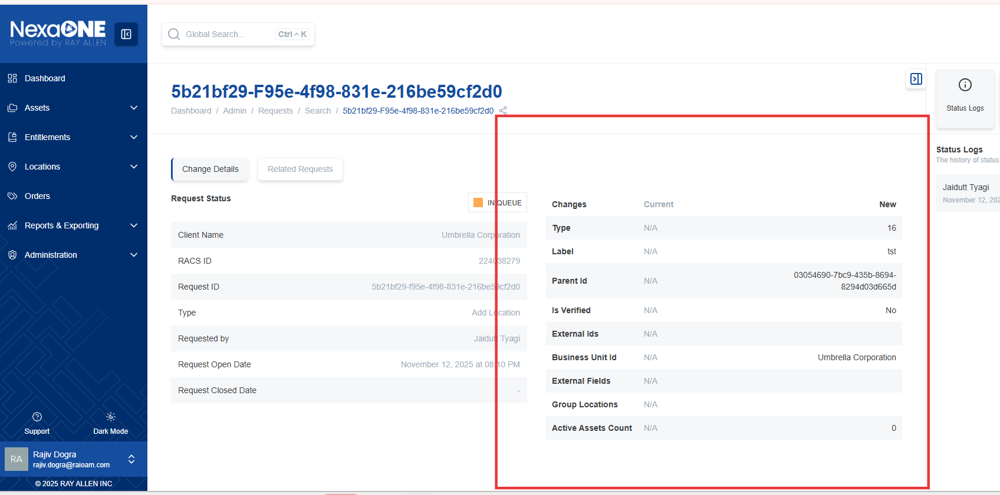 NexaONE
Powered by RAY ALLEN
Global Search...
Ctrl ^ K
Dashboard
Assets
Entitlements
Locations
Orders
Reports & Exporting
Administration
Support
Dark Mode
RA
Rajiv Dogra
rajiv.dogra@raioam.com
© 2025 RAY ALLEN INC
5b21bf29-F95e-4f98-831e-216be59cf2d0
Dashboard / Admin / Requests / Search / 5b21bf29-F95e-4f98-831e-216be59cf2d0
Change Details
Related Requests
Request Status
IN QUEUE
Client Name Umbrella Corporation
RACS ID 224038279
Request ID 5b21bf29-f95e-4f98-831e-216be59cf2d0
Type Add Location
Requested by Jaidutt Tyagi
Request Open Date November 12, 2025 at 08:10 PM
Request Closed Date -
Changes Current New
Type N/A 16
Label N/A tst
Parent Id N/A 03054690-7bc9-435b-8694-
8294d03d665d
Is Verified N/A No
External Ids N/A
Business Unit Id N/A Umbrella Corporation
External Fields N/A
Group Locations N/A
Active Assets Count N/A 0
Status Logs
Status Logs
The history of status
Jaidutt Tyagi
November 12, 202